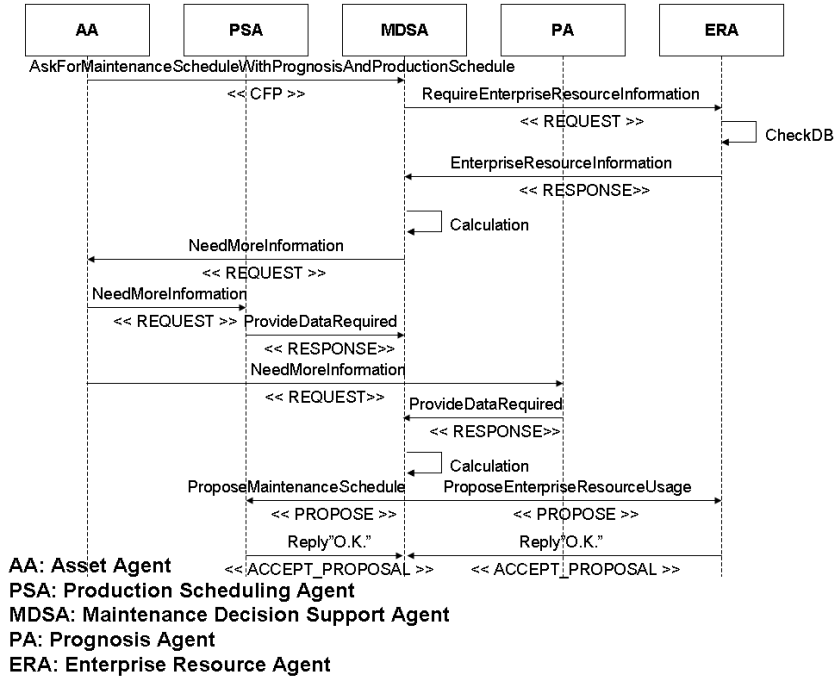 AA PSA MDSA PA ERA
AskForMaintenanceScheduleWithPrognosisAndProductionSchedule
<< CFP >>
RequireEnterpriseResourceInformation
<< REQUEST >>
CheckDB
EnterpriseResourceInformation
<< RESPONSE>>
Calculation
NeedMoreInformation
<< REQUEST >>
NeedMoreInformation
<< REQUEST >>
ProvideDataRequired
<< RESPONSE>>
NeedMoreInformation
<< REQUEST>>
ProvideDataRequired
<< RESPONSE>>
Calculation
ProposeMaintenanceSchedule ProposeEnterpriseResourceUsage
<< PROPOSE >> << PROPOSE >>
Reply"O.K." Reply"O.K."
<< ACCEPT_PROPOSAL >> << ACCEPT_PROPOSAL >>
AA: Asset Agent
PSA: Production Scheduling Agent
MDSA: Maintenance Decision Support Agent
PA: Prognosis Agent
ERA: Enterprise Resource Agent